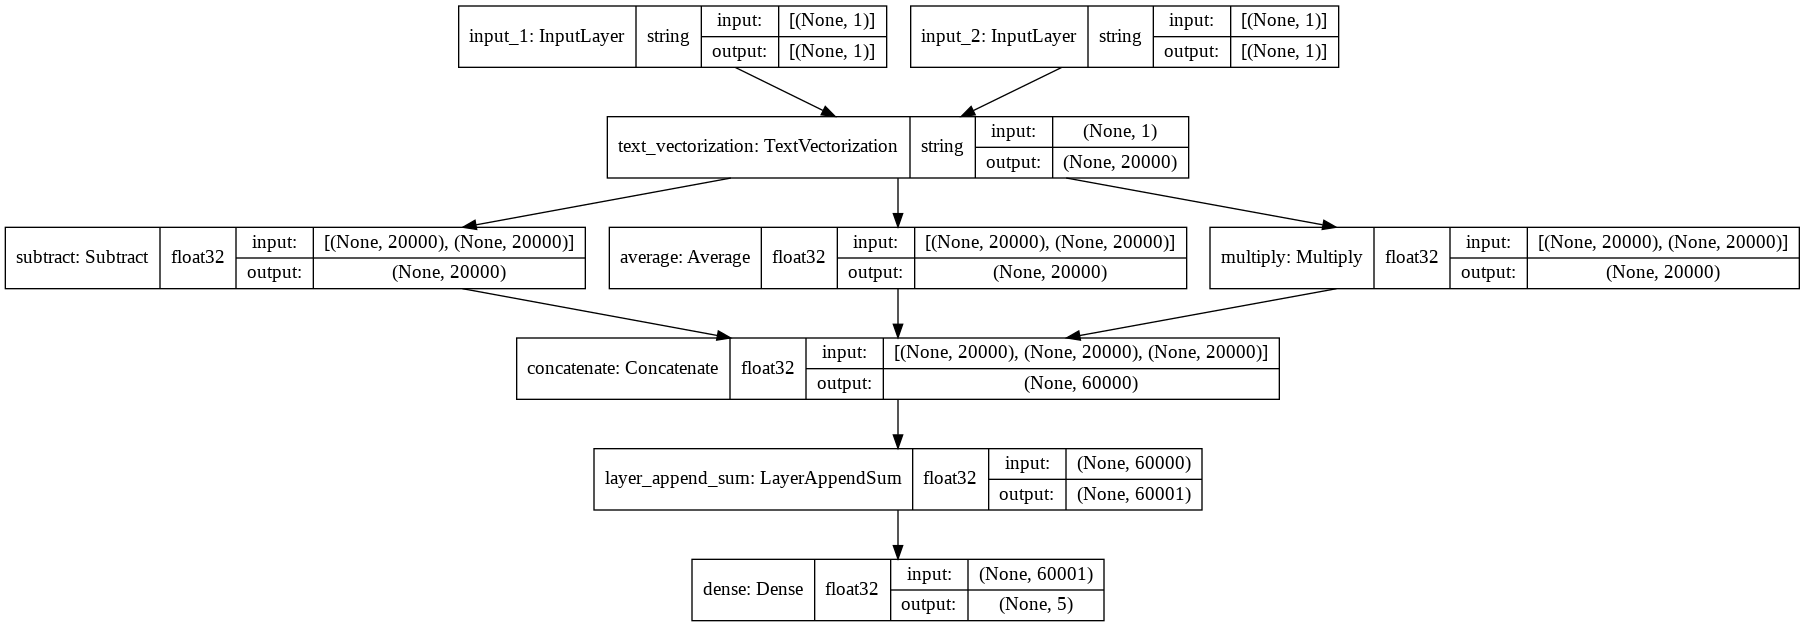 input_1: InputLayer string input: [(None, 1)]
output: [(None, 1)]
input_2: InputLayer string input: [(None, 1)]
output: [(None, 1)]
text_vectorization: TextVectorization string input: (None, 1)
output: (None, 20000)
subtract: Subtract float32 input: [(None, 20000), (None, 20000)]
output: (None, 20000)
average: Average float32 input: [(None, 20000), (None, 20000)]
output: (None, 20000)
multiply: Multiply float32 input: [(None, 20000), (None, 20000)]
output: (None, 20000)
concatenate: Concatenate float32 input: [(None, 20000), (None, 20000), (None, 20000)]
output: (None, 60000)
layer_append_sum: LayerAppendSum float32 input: (None, 60000)
output: (None, 60001)
dense: Dense float32 input: (None, 60001)
output: (None, 5)